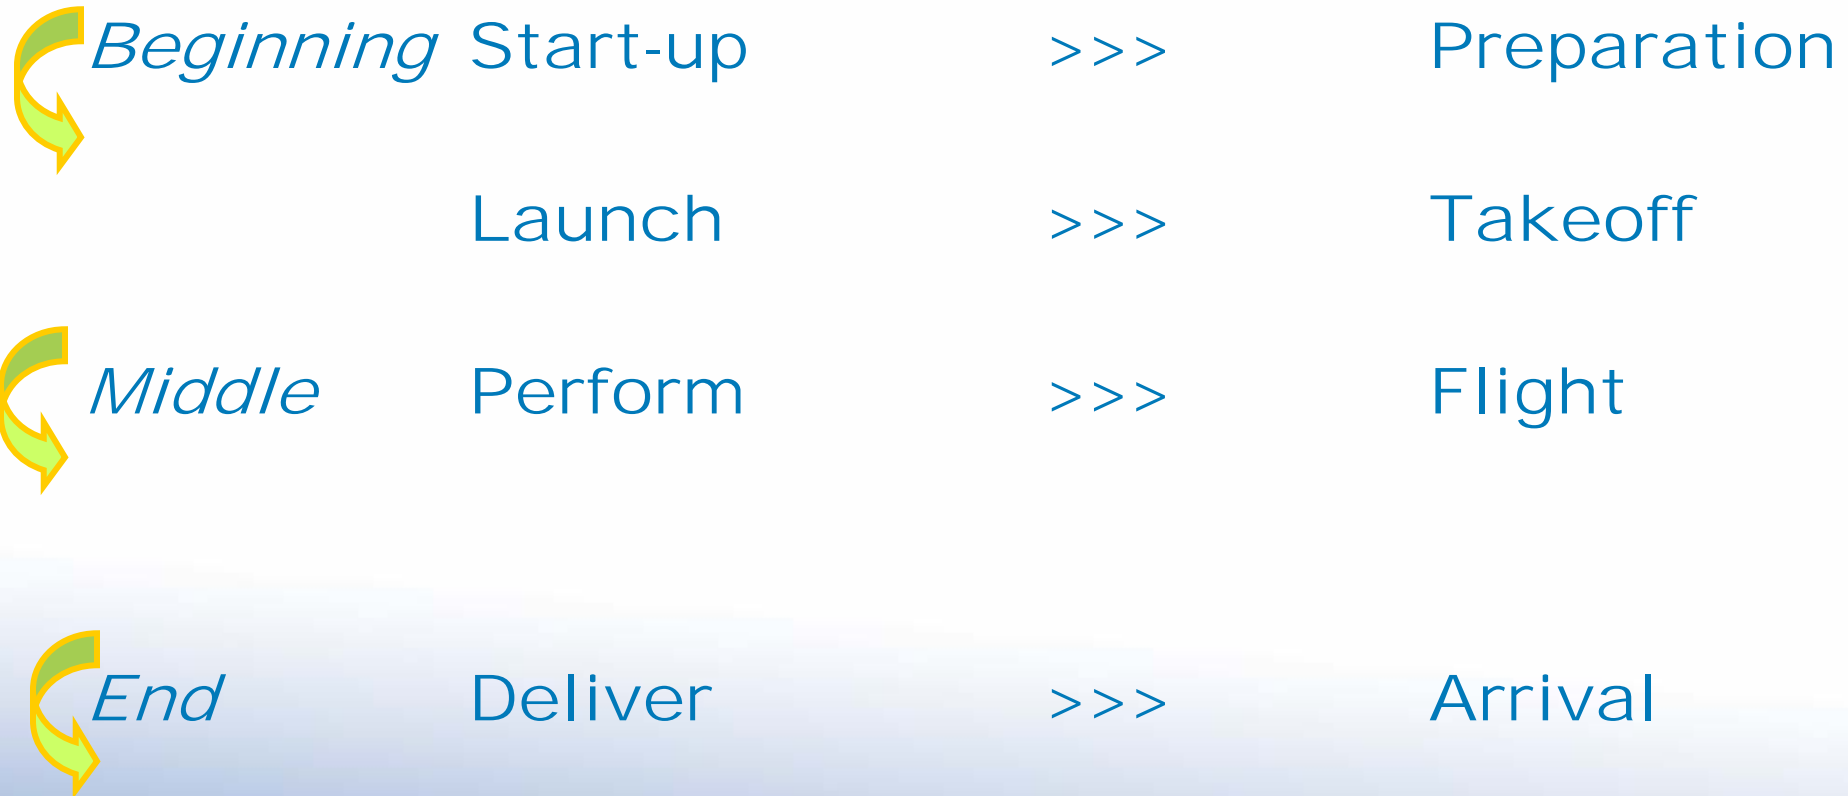 Beginning Start-up >>> Preparation
Launch >>> Takeoff
Middle Perform >>> Flight
End Deliver >>> Arrival